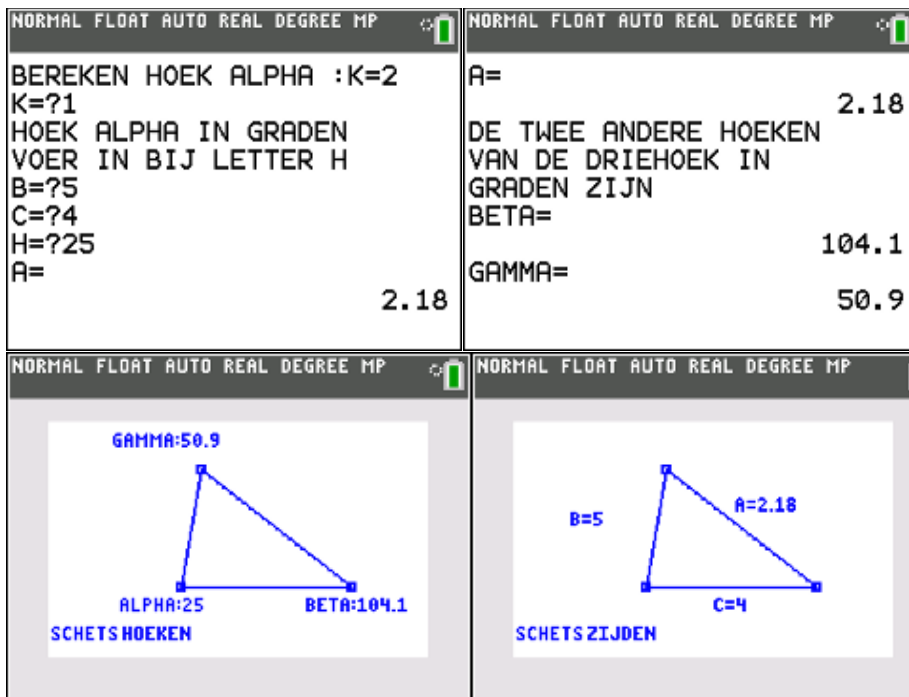 NORMAL FLOAT AUTO REAL DEGREE MP
BEREKEN HOEK ALPHA :K=2
K=?1
HOEK ALPHA IN GRADEN
VOER IN BIJ LETTER H
B=?5
C=?4
H=?25
A=
2.18
NORMAL FLOAT AUTO REAL DEGREE MP
A=
2.18
DE TWEE ANDERE HOEKEN
VAN DE DRIEHOEK IN
GRADEN ZIJN
BETA=
104.1
GAMMA=
50.9
NORMAL FLOAT AUTO REAL DEGREE MP
GAMMA:50.9
ALPHA:25 BETA:104.1
SCHETS HOEKEN
NORMAL FLOAT AUTO REAL DEGREE MP
A=2.18
B=5
C=4
SCHETS ZIJDEN